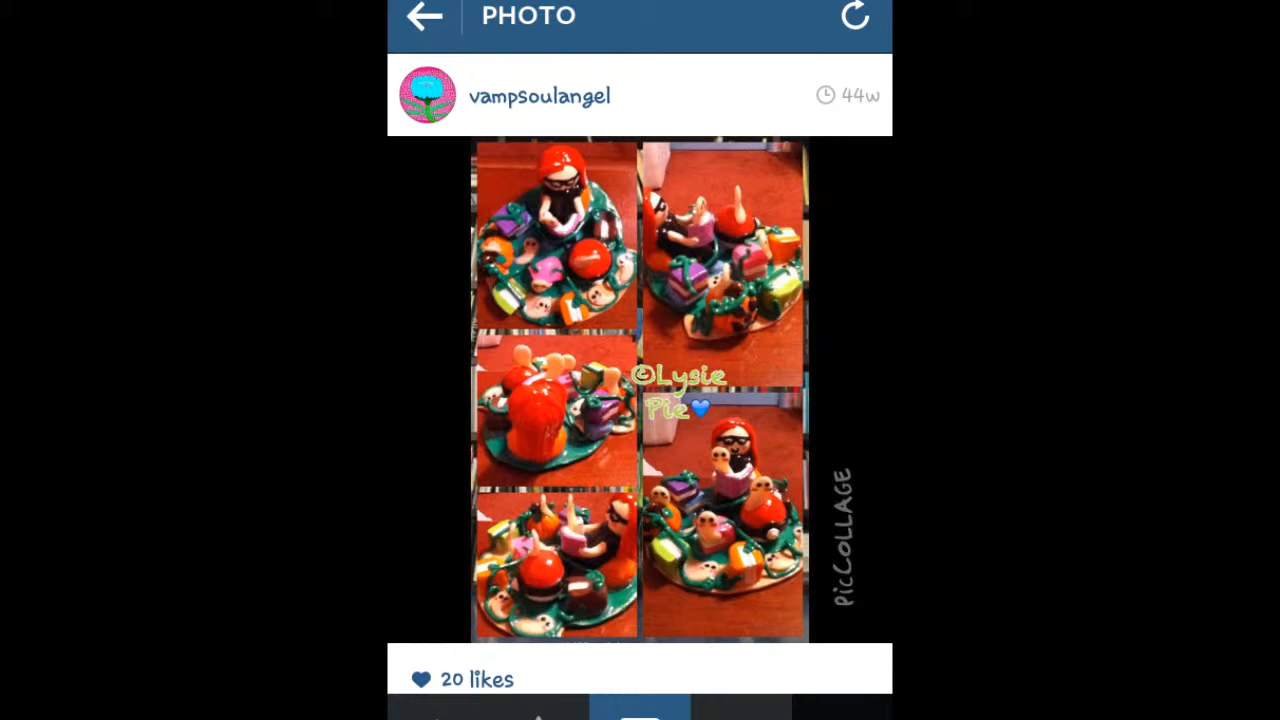 PHOTO
vampsoulangel
44w
©Lysie
Pie💙
PicCOLLAGE
20 likes